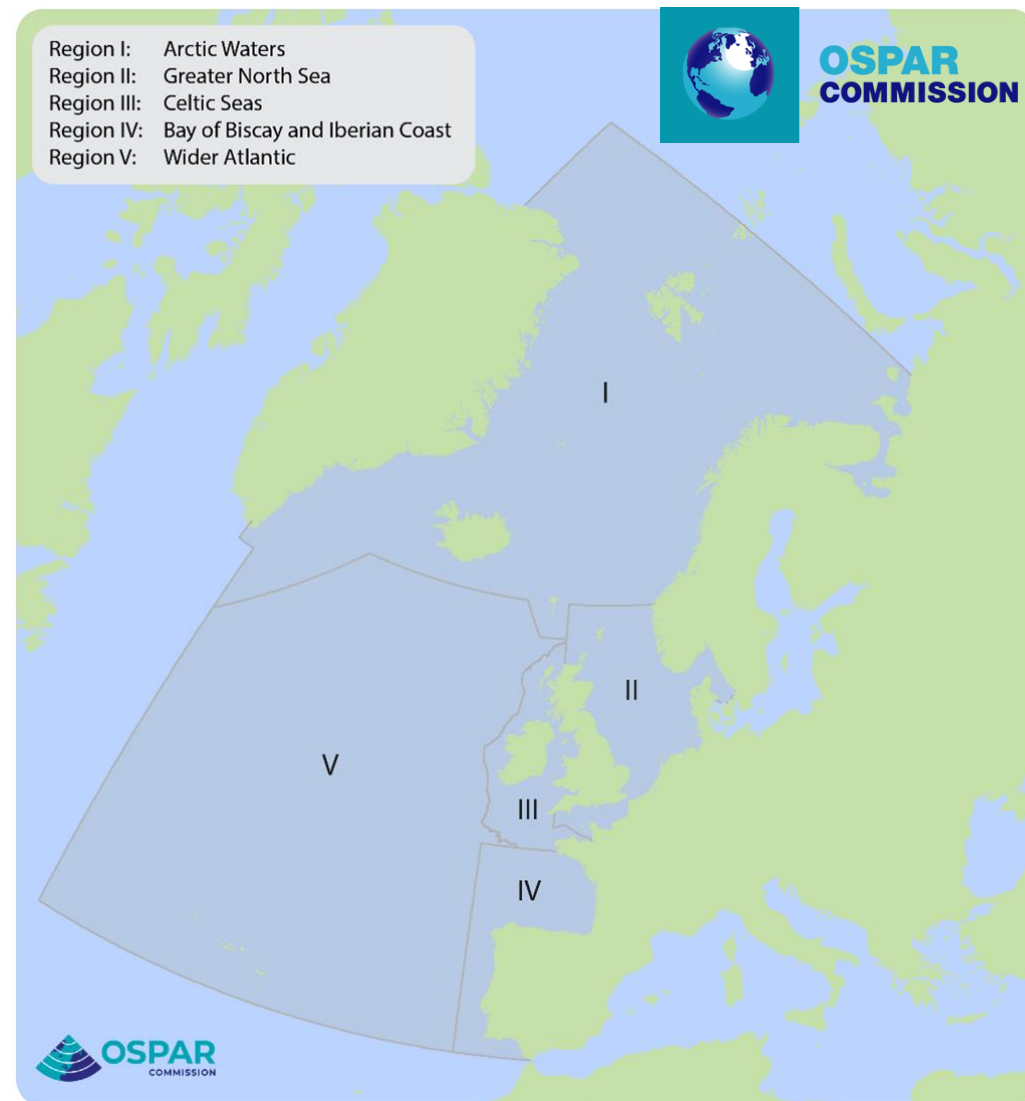 Region I: Arctic Waters
Region II: Greater North Sea
Region III: Celtic Seas
Region IV: Bay of Biscay and Iberian Coast
Region V: Wider Atlantic
OSPAR
COMMISSION
I
II
V
III
IV
OSPAR
COMMISSION